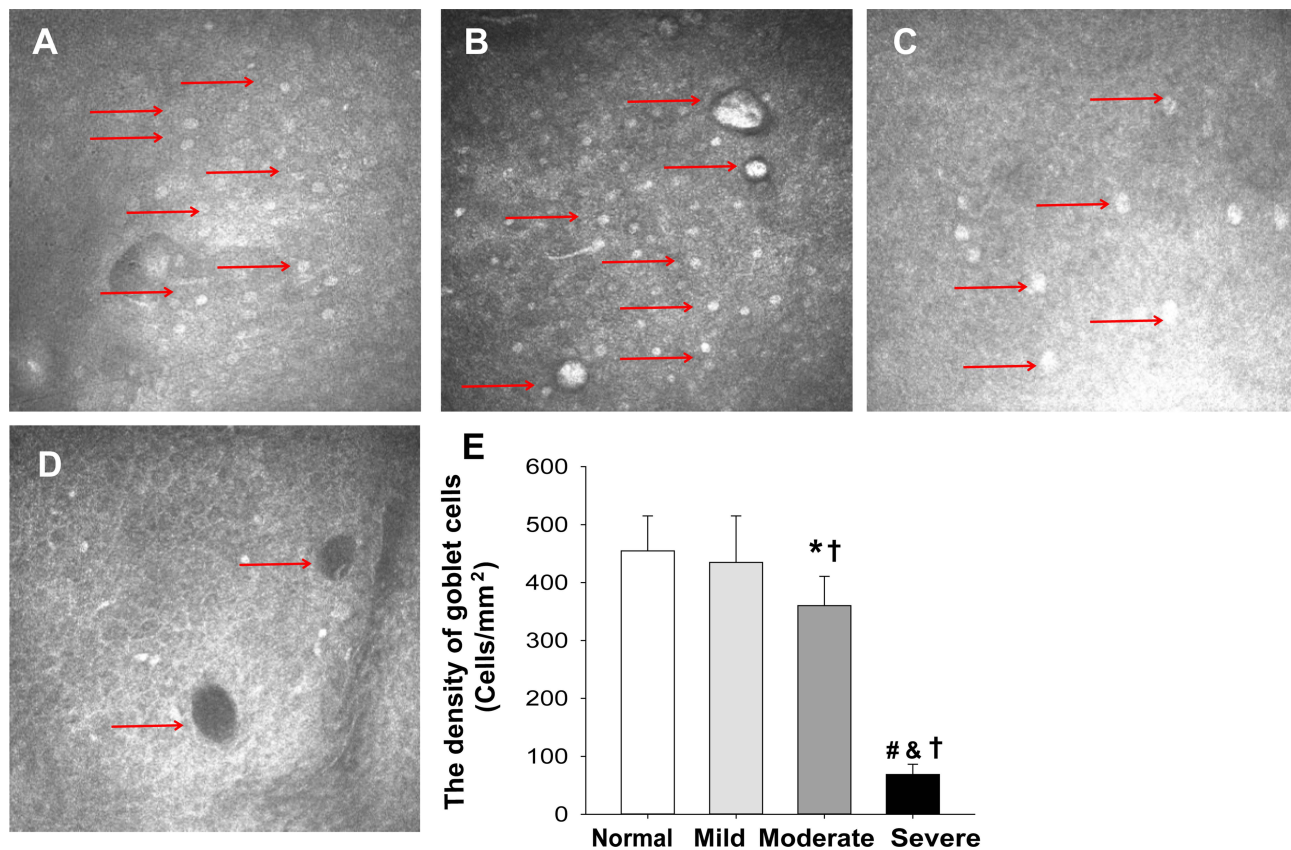 A
B
C
D
E
The density of goblet cells
(Cells/mm²)
600
500
400
300
200
100
0
*†
# & †
Normal Mild Moderate Severe